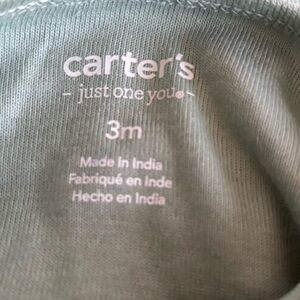 carter's
- just one you® -
3m
Made in India
Fabriqué en Inde
Hecho en India